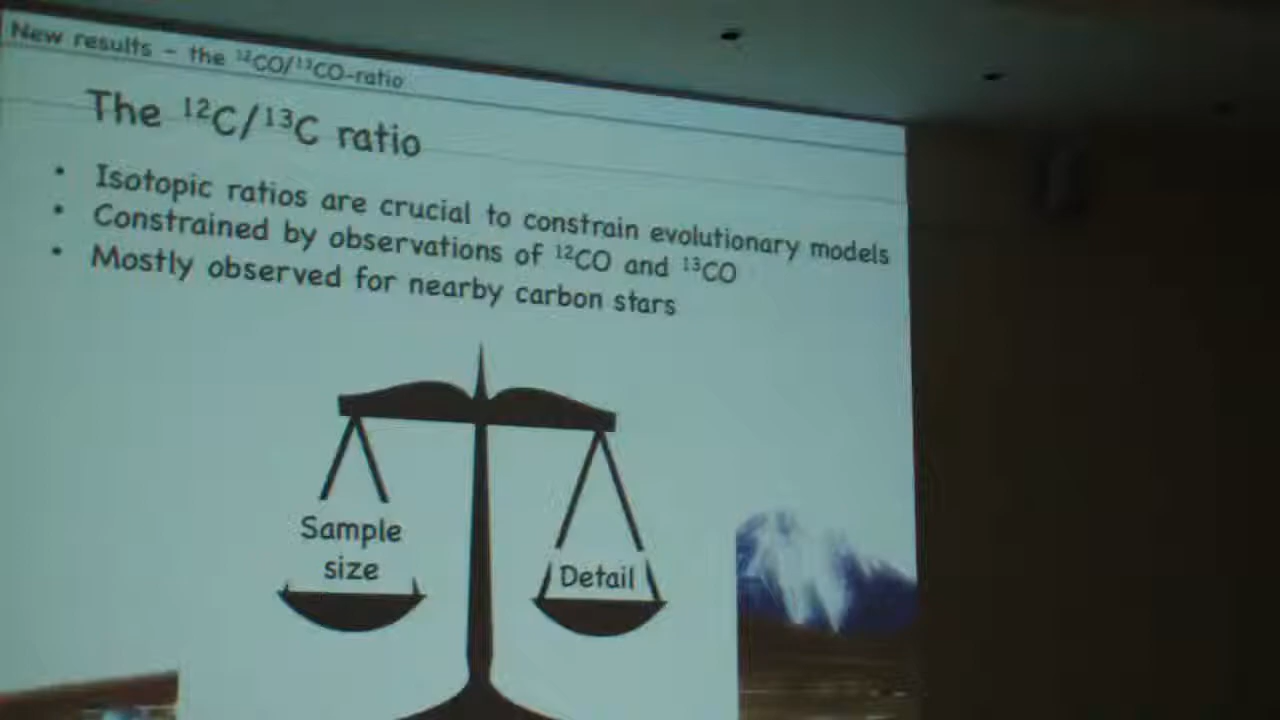 New results - the ¹²CO/¹³CO-ratio
The ¹²C/¹³C ratio
• Isotopic ratios are crucial to constrain evolutionary models
• Constrained by observations of ¹²CO and ¹³CO
• Mostly observed for nearby carbon stars
Sample
size
Detail